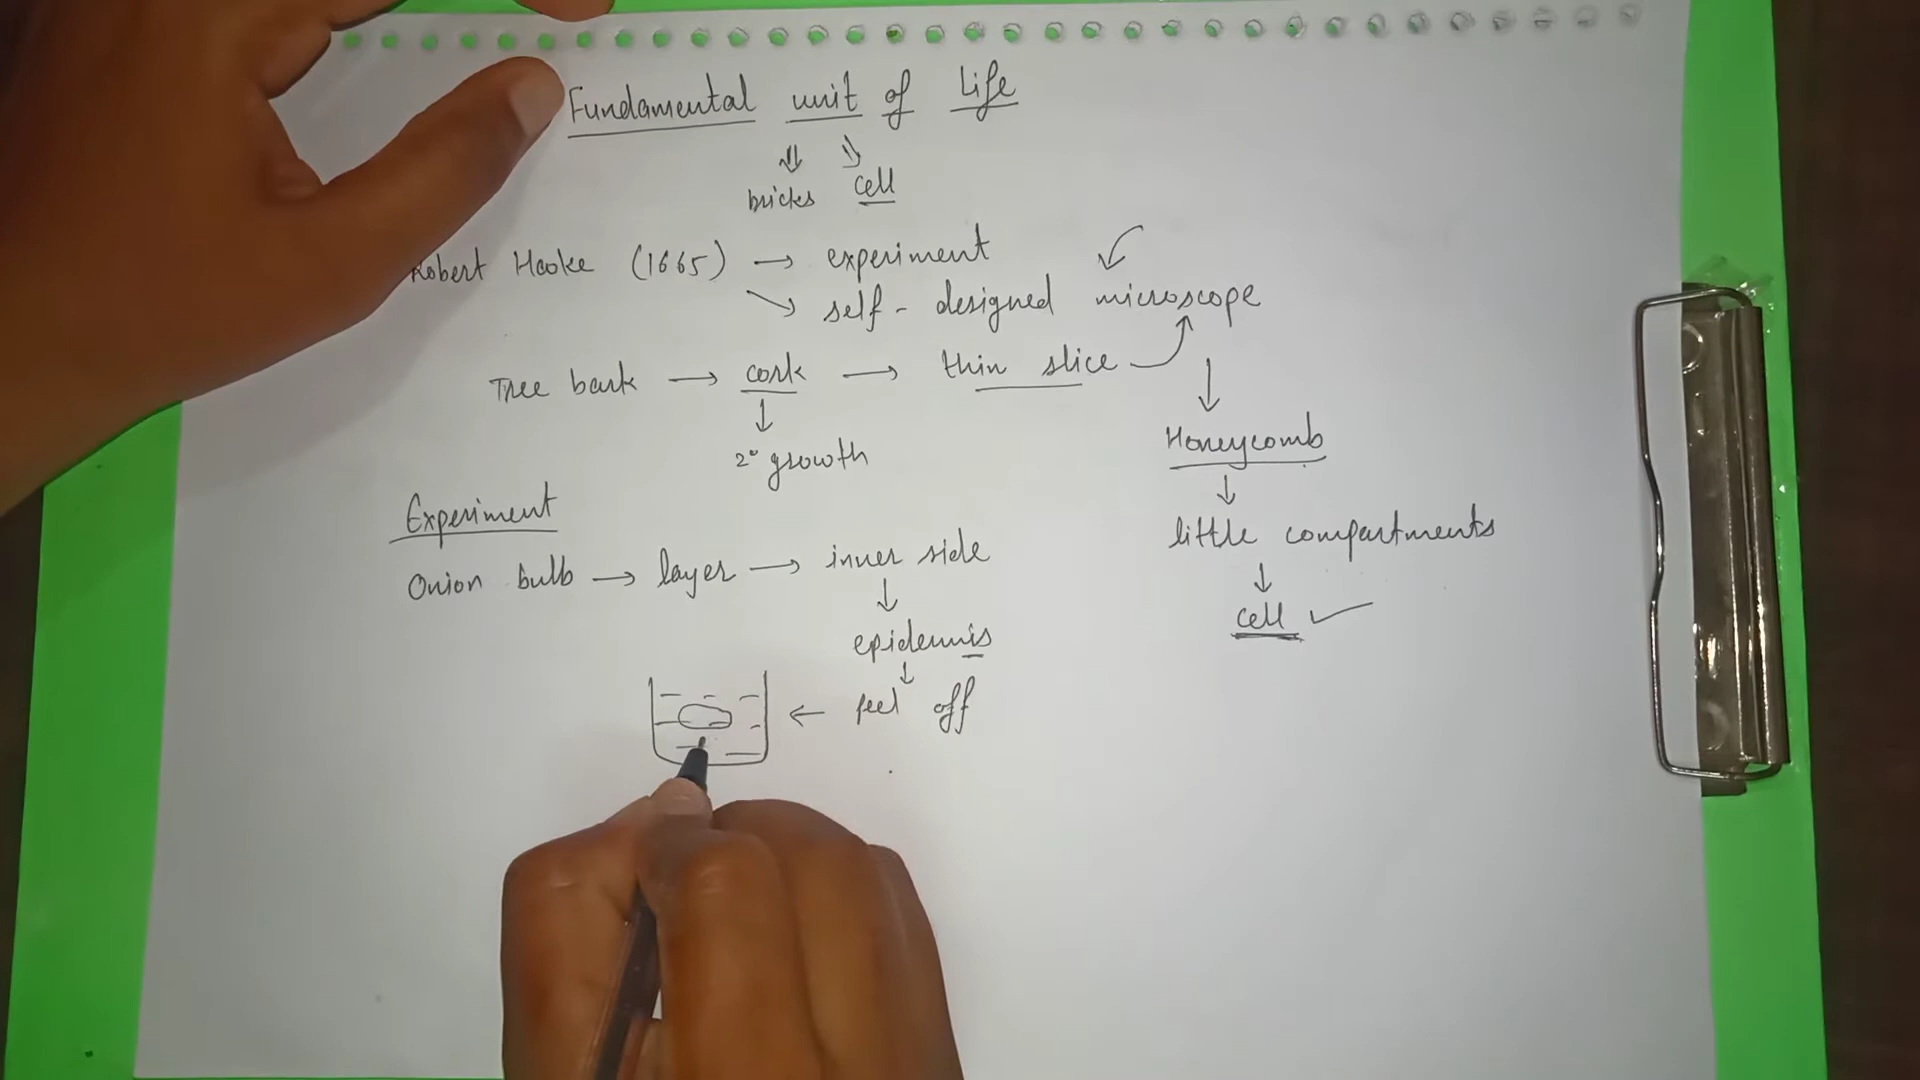 Fundamental unit of Life
⇓ ⇘
bricks cell
Robert Hooke (1665) → experiment
↘ self - designed microscope
Tree bark → cork → thin slice
↓
2° growth
↓
Honeycomb
↓
little compartments
↓
cell ✓
Experiment
Onion bulb → layer → inner side
↓
epidermis
↓
← peel off